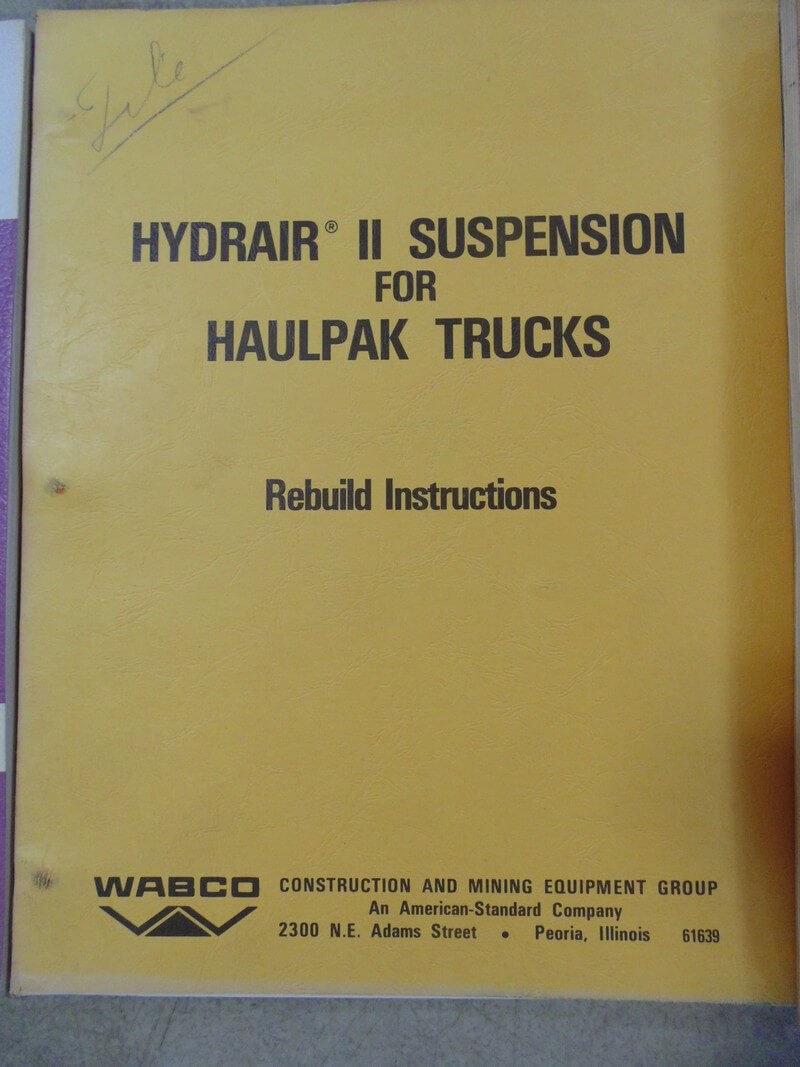 File
HYDRAIR® II SUSPENSION
FOR
HAULPAK TRUCKS
Rebuild Instructions
WABCO
CONSTRUCTION AND MINING EQUIPMENT GROUP
An American-Standard Company
2300 N.E. Adams Street • Peoria, Illinois 61639